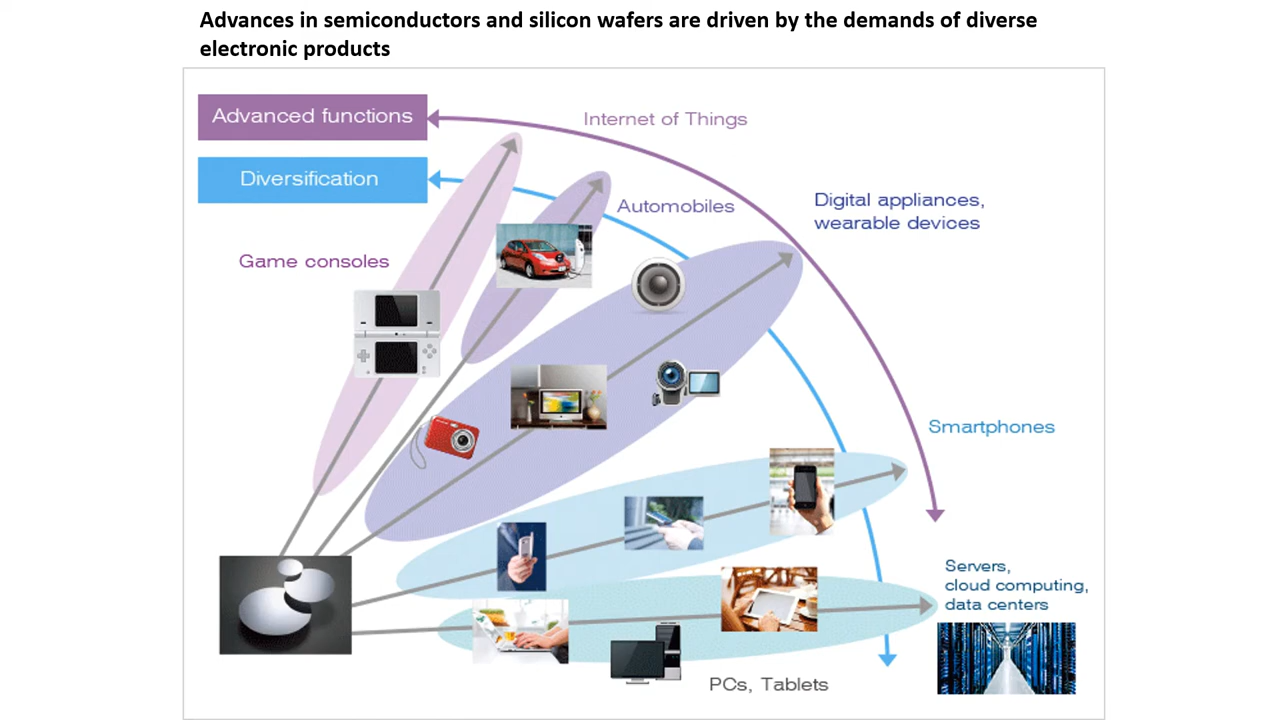 Advances in semiconductors and silicon wafers are driven by the demands of diverse
electronic products
Advanced functions
Internet of Things
Diversification
Digital appliances,
wearable devices
Automobiles
Game consoles
Smartphones
Servers,
cloud computing,
data centers
PCs, Tablets